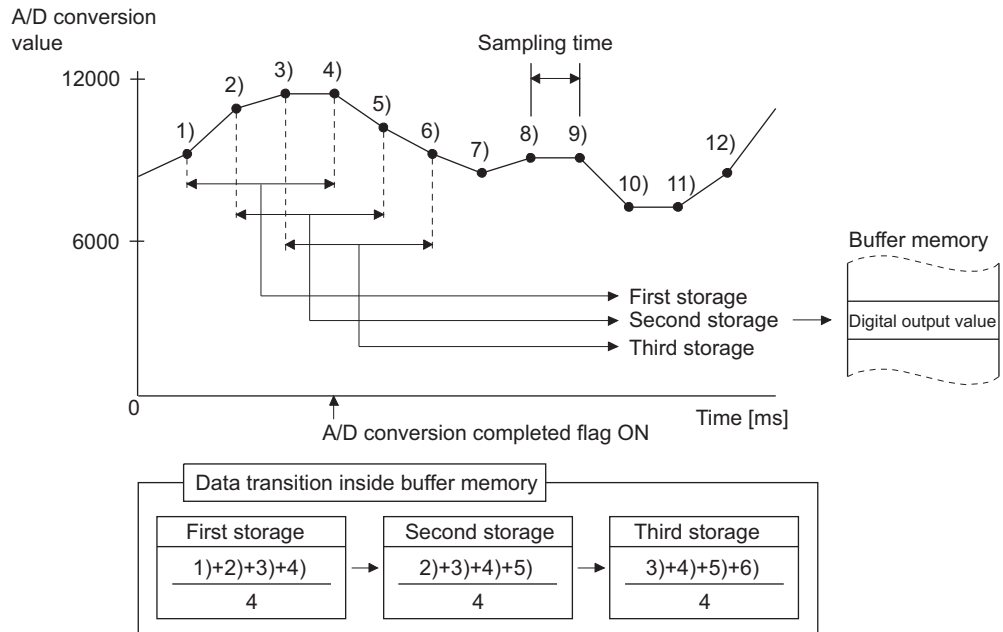 A/D conversion
value
12000
6000
0
1)
2)
3)
4)
5)
6)
7)
8)
9)
10)
11)
12)
Sampling time
First storage
Second storage
Third storage
Buffer memory
Digital output value
A/D conversion completed flag ON
Time [ms]
Data transition inside buffer memory
First storage
1)+2)+3)+4)
4
Second storage
2)+3)+4)+5)
4
Third storage
3)+4)+5)+6)
4